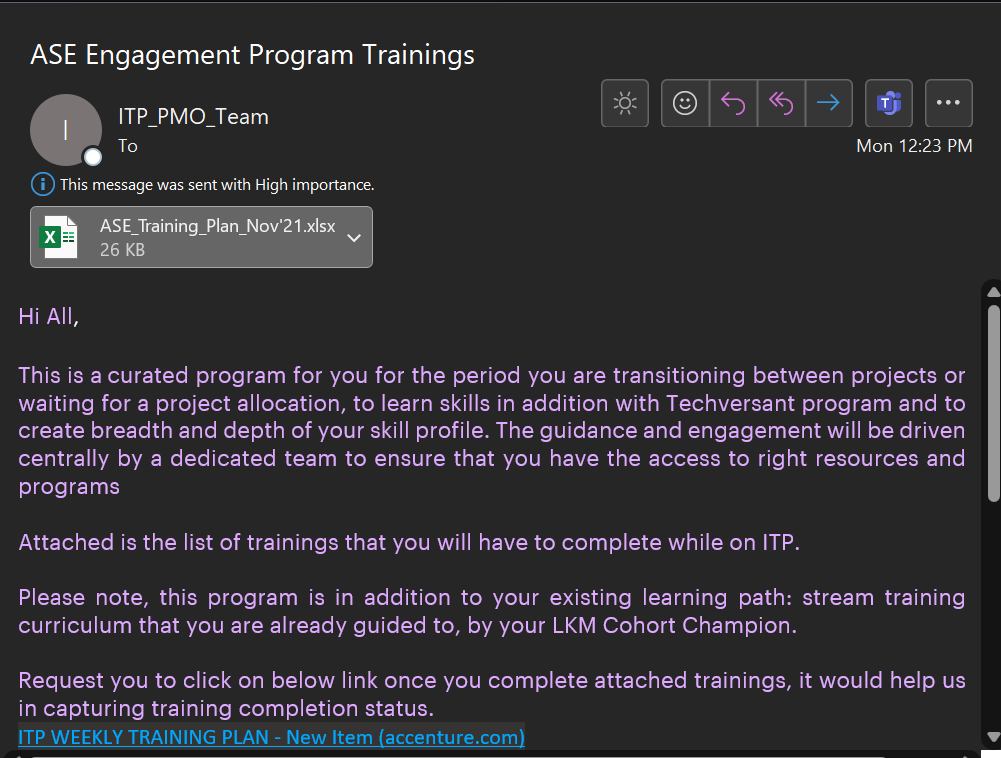 ASE Engagement Program Trainings
I
ITP_PMO_Team
To
Mon 12:23 PM
This message was sent with High importance.
ASE_Training_Plan_Nov'21.xlsx
26 KB
Hi All,
This is a curated program for you for the period you are transitioning between projects or
waiting for a project allocation, to learn skills in addition with Techversant program and to
create breadth and depth of your skill profile. The guidance and engagement will be driven
centrally by a dedicated team to ensure that you have the access to right resources and
programs
Attached is the list of trainings that you will have to complete while on ITP.
Please note, this program is in addition to your existing learning path: stream training
curriculum that you are already guided to, by your LKM Cohort Champion.
Request you to click on below link once you complete attached trainings, it would help us
in capturing training completion status.
ITP WEEKLY TRAINING PLAN - New Item (accenture.com)